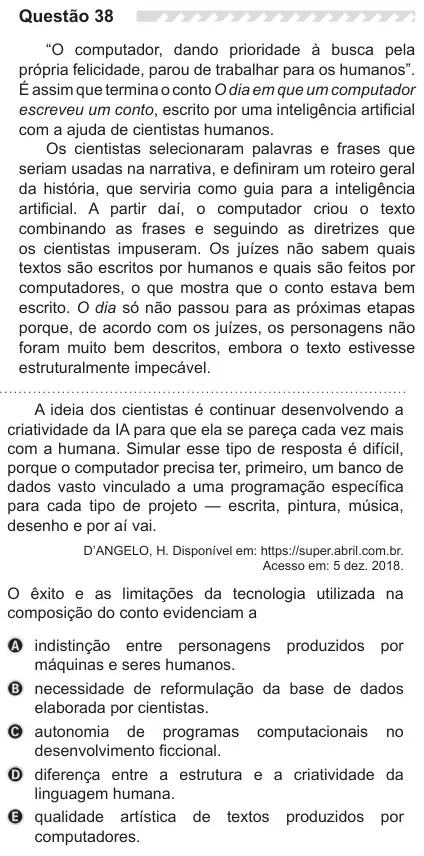 Questão 38
“O computador, dando prioridade à busca pela
própria felicidade, parou de trabalhar para os humanos”.
É assim que termina o conto O dia em que um computador
escreveu um conto, escrito por uma inteligência artificial
com a ajuda de cientistas humanos.
Os cientistas selecionaram palavras e frases que
seriam usadas na narrativa, e definiram um roteiro geral
da história, que serviria como guia para a inteligência
artificial. A partir daí, o computador criou o texto
combinando as frases e seguindo as diretrizes que
os cientistas impuseram. Os juízes não sabem quais
textos são escritos por humanos e quais são feitos por
computadores, o que mostra que o conto estava bem
escrito. O dia só não passou para as próximas etapas
porque, de acordo com os juízes, os personagens não
foram muito bem descritos, embora o texto estivesse
estruturalmente impecável.
A ideia dos cientistas é continuar desenvolvendo a
criatividade da IA para que ela se pareça cada vez mais
com a humana. Simular esse tipo de resposta é difícil,
porque o computador precisa ter, primeiro, um banco de
dados vasto vinculado a uma programação específica
para cada tipo de projeto — escrita, pintura, música,
desenho e por aí vai.
D’ANGELO, H. Disponível em: https://super.abril.com.br.
Acesso em: 5 dez. 2018.
O êxito e as limitações da tecnologia utilizada na
composição do conto evidenciam a
A indistinção entre personagens produzidos por
máquinas e seres humanos.
B necessidade de reformulação da base de dados
elaborada por cientistas.
C autonomia de programas computacionais no
desenvolvimento ficcional.
D diferença entre a estrutura e a criatividade da
linguagem humana.
E qualidade artística de textos produzidos por
computadores.